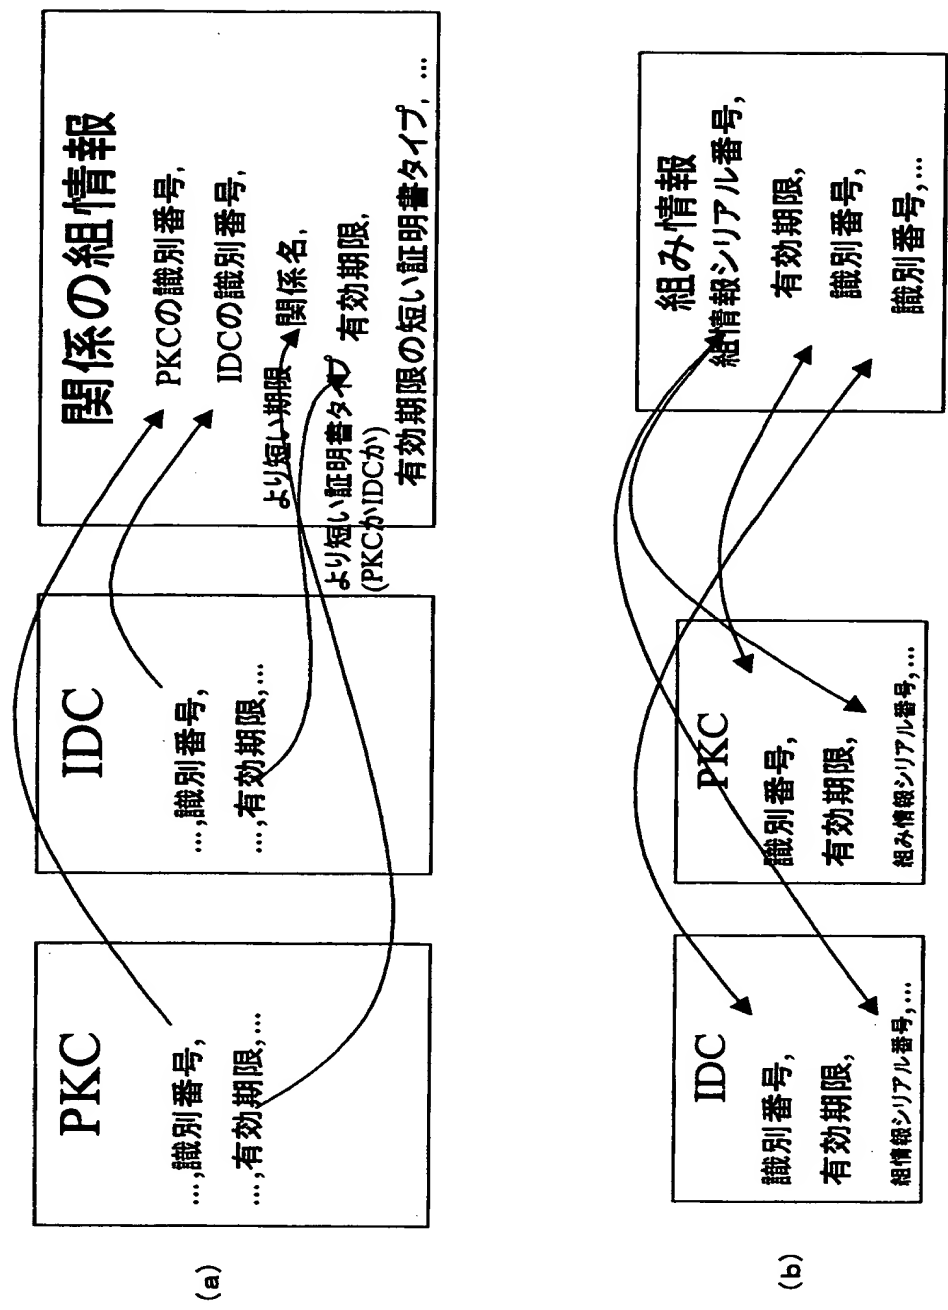 (a)
PKC
…,識別番号,
…,有効期限,…
IDC
…,識別番号,
…,有効期限,…
関係の組情報
PKCの識別番号,
IDCの識別番号,
関係名,
有効期限,
有効期限の短い証明書タイプ, …
より短い期限
より短い証明書タイプ
(PKCかIDCか)
(b)
IDC
識別番号,
有効期限,
組情報シリアル番号,…
PKC
識別番号,
有効期限,
組み情報シリアル番号,…
組み情報
組情報シリアル番号,
有効期限,
識別番号,
識別番号,…